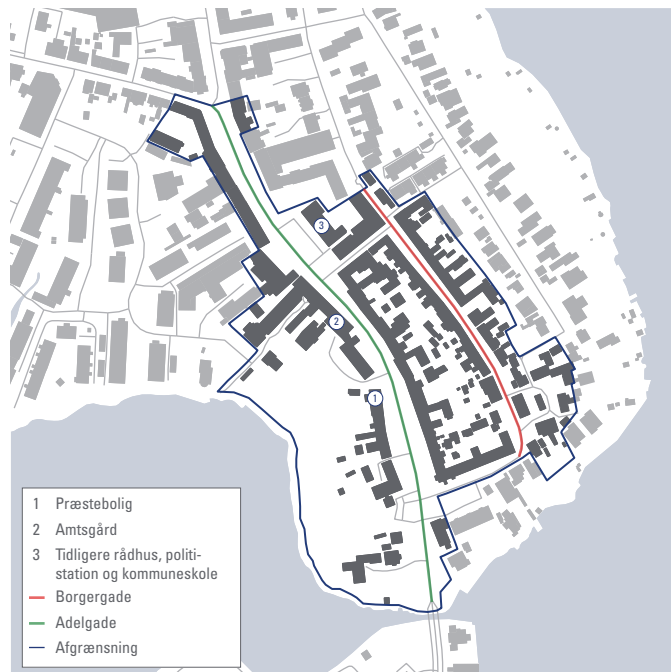 3
2
1
1 Præstebolig
2 Amtsgård
3 Tidligere rådhus, politi-
station og kommuneskole
Borgergade
Adelgade
Afgrænsning